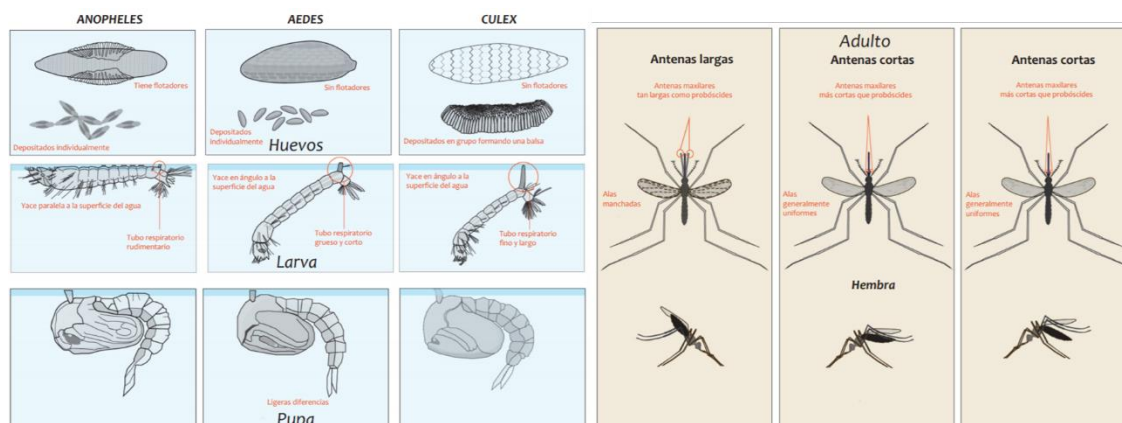 ANOPHELES
AEDES
CULEX
Tiene flotadores
Depositados individualmente
Sin flotadores
Depositados
individualmente
Huevos
Sin flotadores
Depositados en grupo formando una balsa
Yace paralela a la superficie del agua
Tubo respiratorio
rudimentario
Yace en ángulo a la
superficie del agua
Tubo respiratorio
grueso y corto
Larva
Yace en ángulo a la
superficie del agua
Tubo respiratorio
fino y largo
Ligeras diferencias
Pupa
Antenas largas
Antenas maxilares
tan largas como probóscides
Alas
manchadas
Adulto
Antenas cortas
Antenas maxilares
más cortas que probóscides
Alas
generalmente
uniformes
Hembra
Antenas cortas
Antenas maxilares
más cortas que probóscides
Alas
generalmente
uniformes